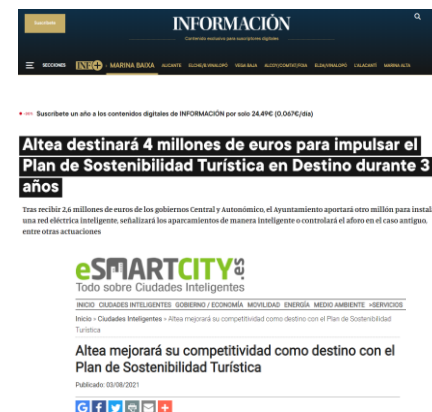 Suscríbete
INFORMACIÓN
Contenido exclusivo para suscriptores digitales
SECCIONES INF+ MARINA BAIXA ALICANTE ELCHE/B.VINALOPÓ VEGA BAJA ALCOY/COMTAT/FOIA ELDA/VINALOPÓ L'ALACANTÍ MARINA ALTA
Suscríbete un año a los contenidos digitales de INFORMACIÓN por solo 24.49€ (0,067€/día)
Altea destinará 4 millones de euros para impulsar el
Plan de Sostenibilidad Turística en Destino durante 3
años
Tras recibir 2,6 millones de euros de los gobiernos Central y Autonómico, el Ayuntamiento aportará otro millón para instal
una red eléctrica inteligente, señalizará los aparcamientos de manera inteligente o controlará el aforo en el caso antiguo,
entre otras actuaciones
eSMARTCITY.es
Todo sobre Ciudades Inteligentes
INICIO CIUDADES INTELIGENTES GOBIERNO / ECONOMÍA MOVILIDAD ENERGÍA MEDIO AMBIENTE +SERVICIOS
Inicio » Ciudades Inteligentes » Altea mejorará su competitividad como destino con el Plan de Sostenibilidad
Turística
Altea mejorará su competitividad como destino con el
Plan de Sostenibilidad Turística
Publicado: 03/08/2021